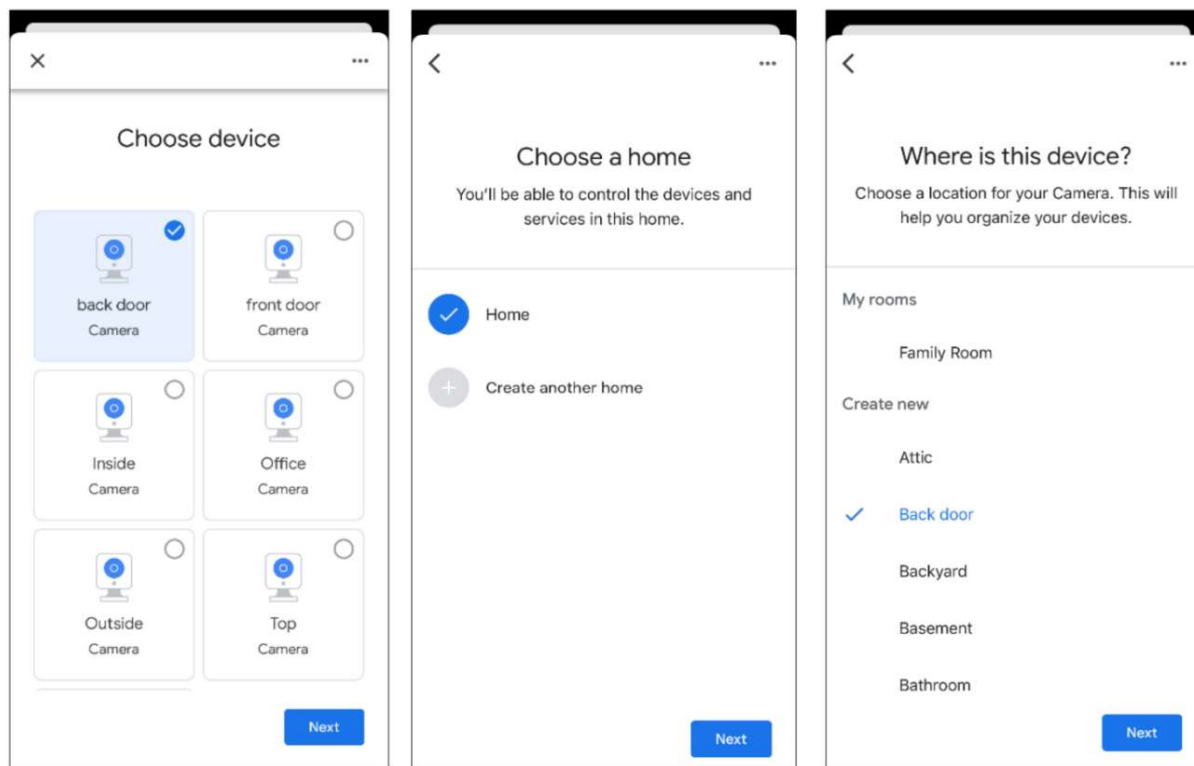 Choose device
back door
Camera
front door
Camera
Inside
Camera
Office
Camera
Outside
Camera
Top
Camera
Next
Choose a home
You'll be able to control the devices and
services in this home.
Home
Create another home
Next
Where is this device?
Choose a location for your Camera. This will
help you organize your devices.
My rooms
Family Room
Create new
Attic
Back door
Backyard
Basement
Bathroom
Next